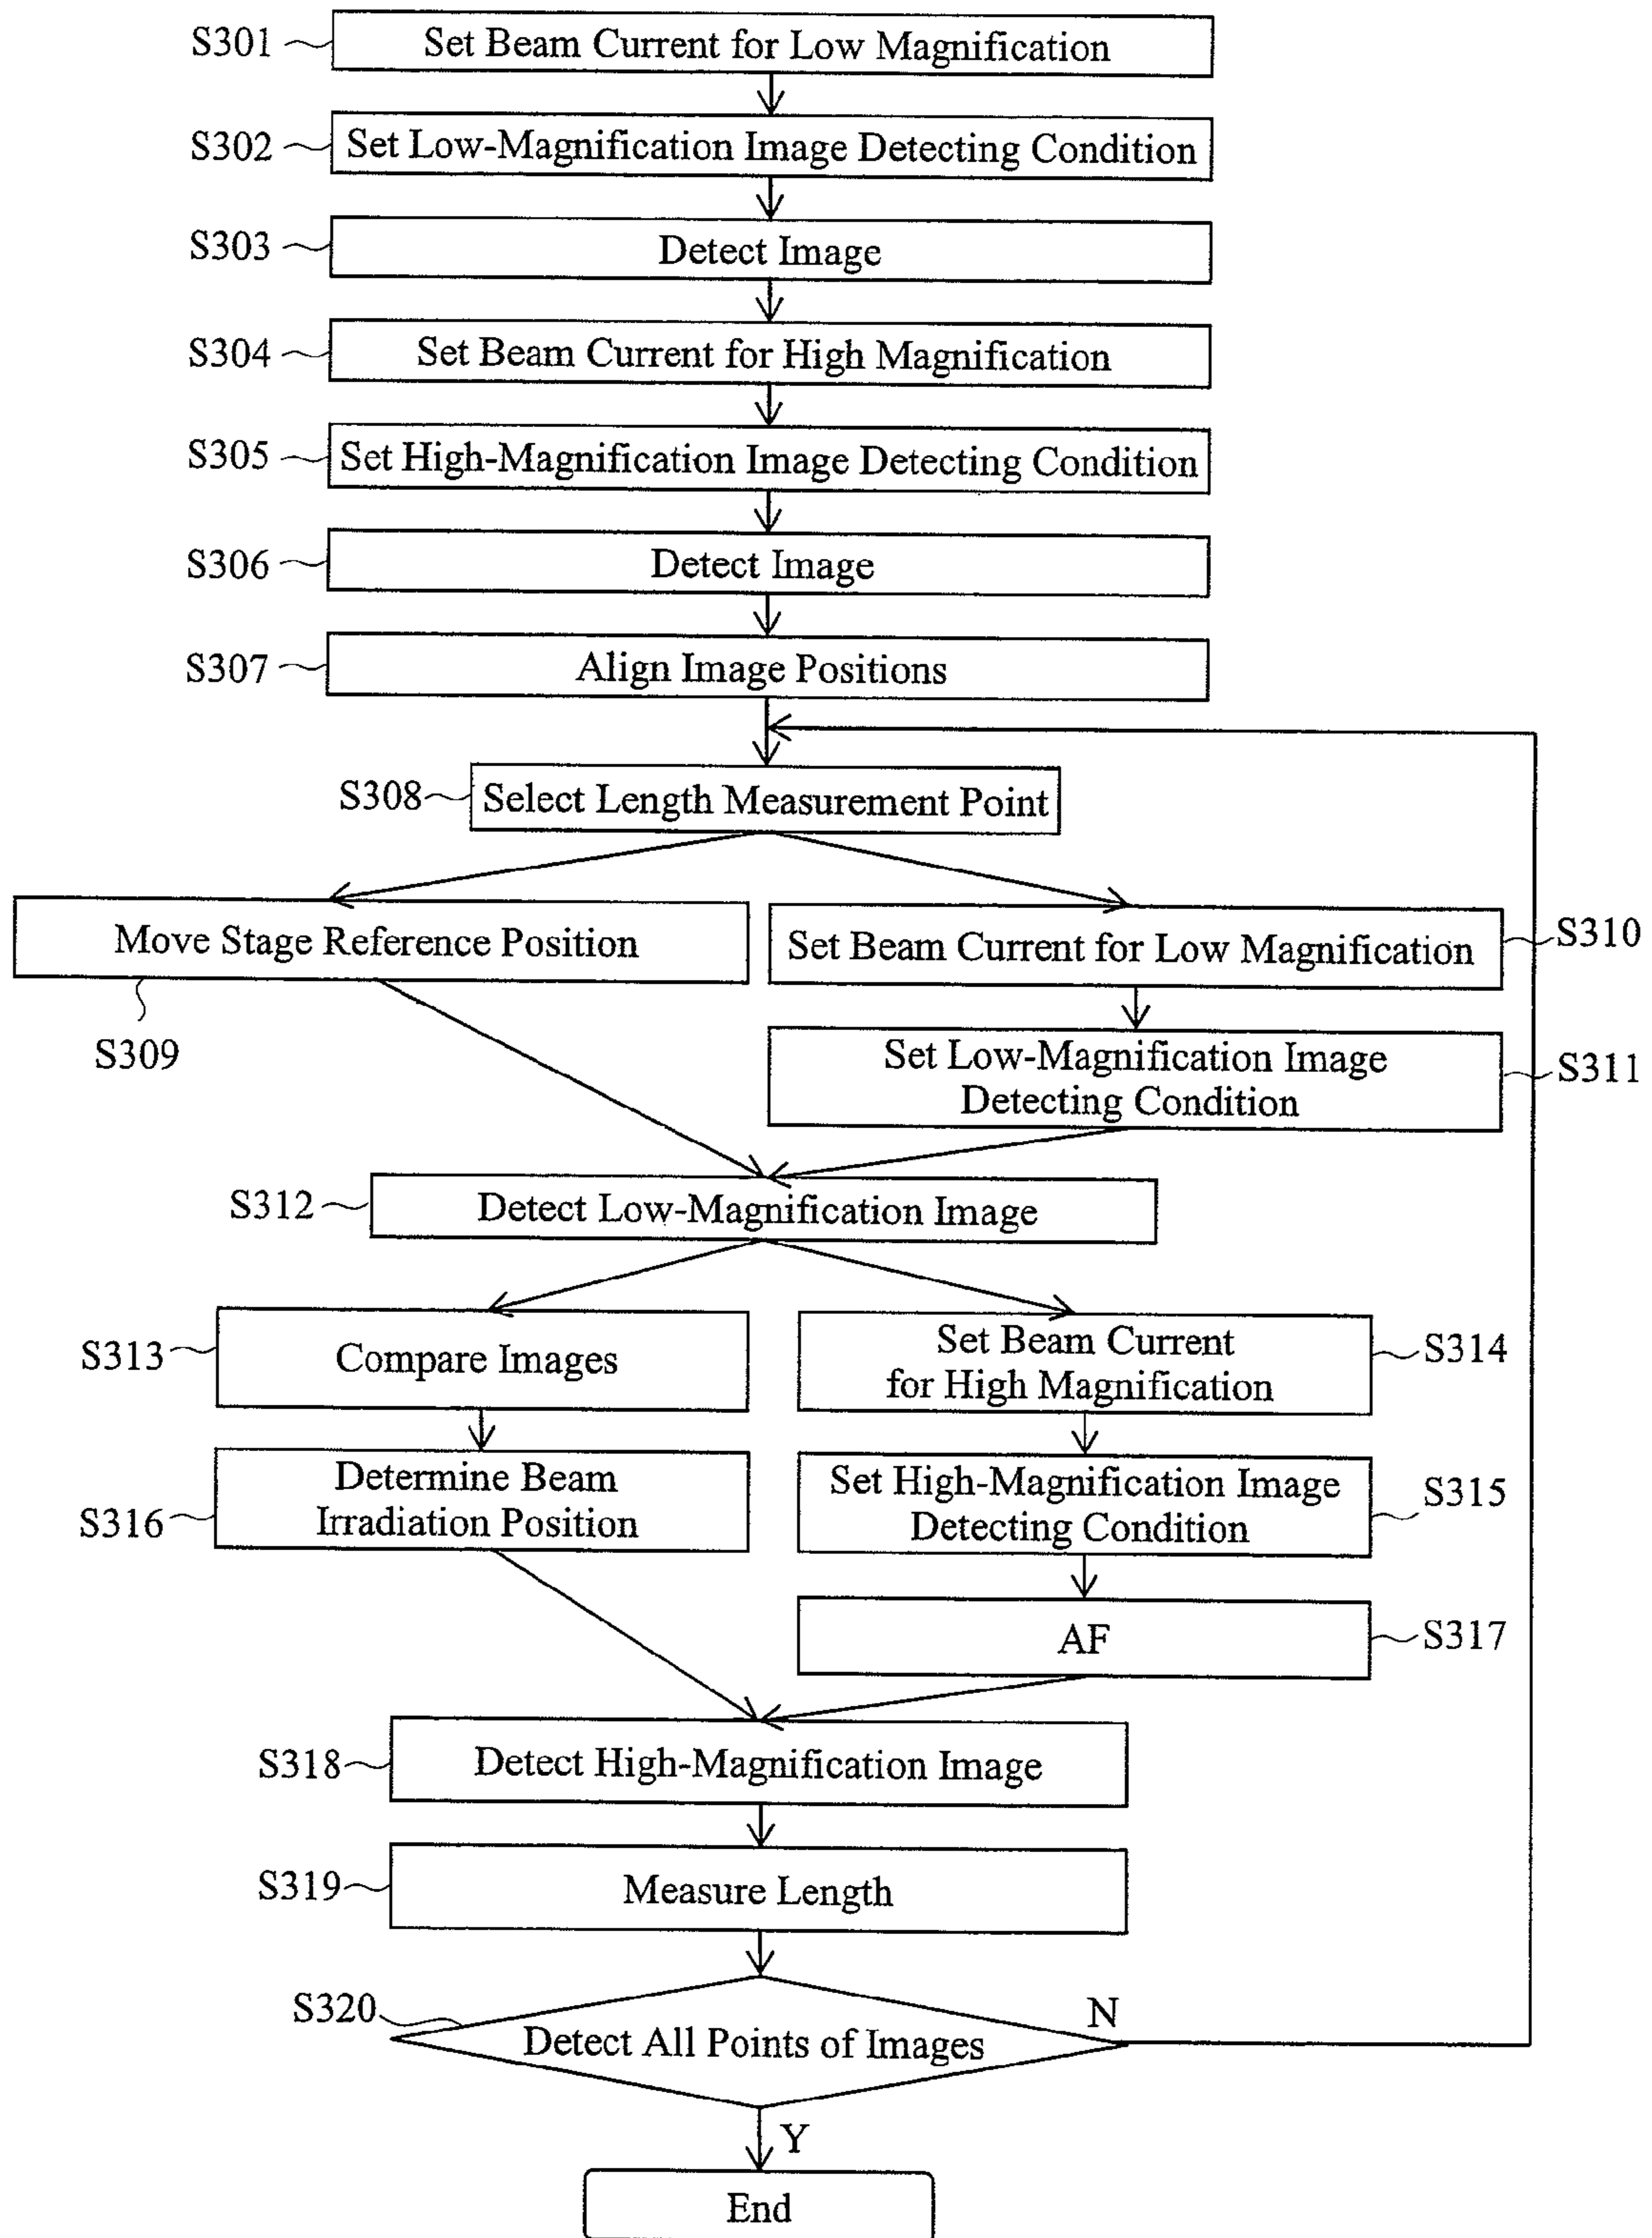 S301 Set Beam Current for Low Magnification
S302 Set Low-Magnification Image Detecting Condition
S303 Detect Image
S304 Set Beam Current for High Magnification
S305 Set High-Magnification Image Detecting Condition
S306 Detect Image
S307 Align Image Positions
S308 Select Length Measurement Point
Move Stage Reference Position
S309
Set Beam Current for Low Magnification S310
Set Low-Magnification Image
Detecting Condition
S311
S312 Detect Low-Magnification Image
S313 Compare Images
Set Beam Current
for High Magnification
S314
Set High-Magnification Image
Detecting Condition
S315
Determine Beam
Irradiation Position
S316
AF S317
S318 Detect High-Magnification Image
S319 Measure Length
S320 Detect All Points of Images
N
Y
End